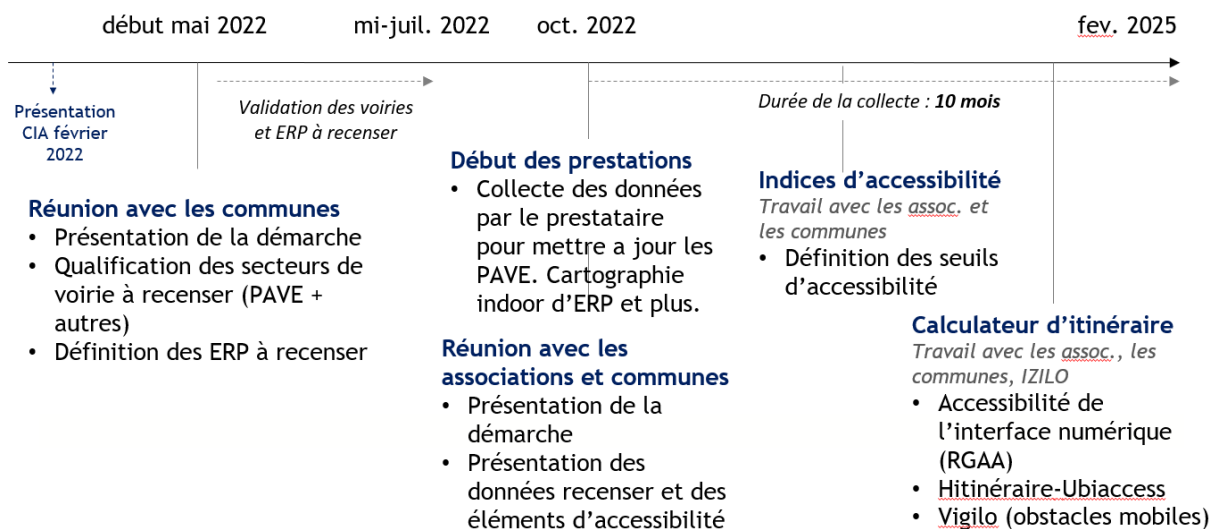 début mai 2022
mi-juil. 2022
oct. 2022
fev. 2025
Présentation
CIA février
2022
Validation des voiries
et ERP à recenser
Durée de la collecte : 10 mois
Réunion avec les communes
• Présentation de la démarche
• Qualification des secteurs de
voirie à recenser (PAVE +
autres)
• Définition des ERP à recenser
Début des prestations
• Collecte des données
par le prestataire
pour mettre a jour les
PAVE. Cartographie
indoor d'ERP et plus.
Réunion avec les
associations et communes
• Présentation de la
démarche
• Présentation des
données recenser et des
éléments d'accessibilité
Indices d'accessibilité
Travail avec les assoc. et
les communes
• Définition des seuils
d'accessibilité
Calculateur d'itinéraire
Travail avec les assoc., les
communes, IZILO
• Accessibilité de
l'interface numérique
(RGAA)
• Hitinéraire-Ubiaccess
• Vigilo (obstacles mobiles)